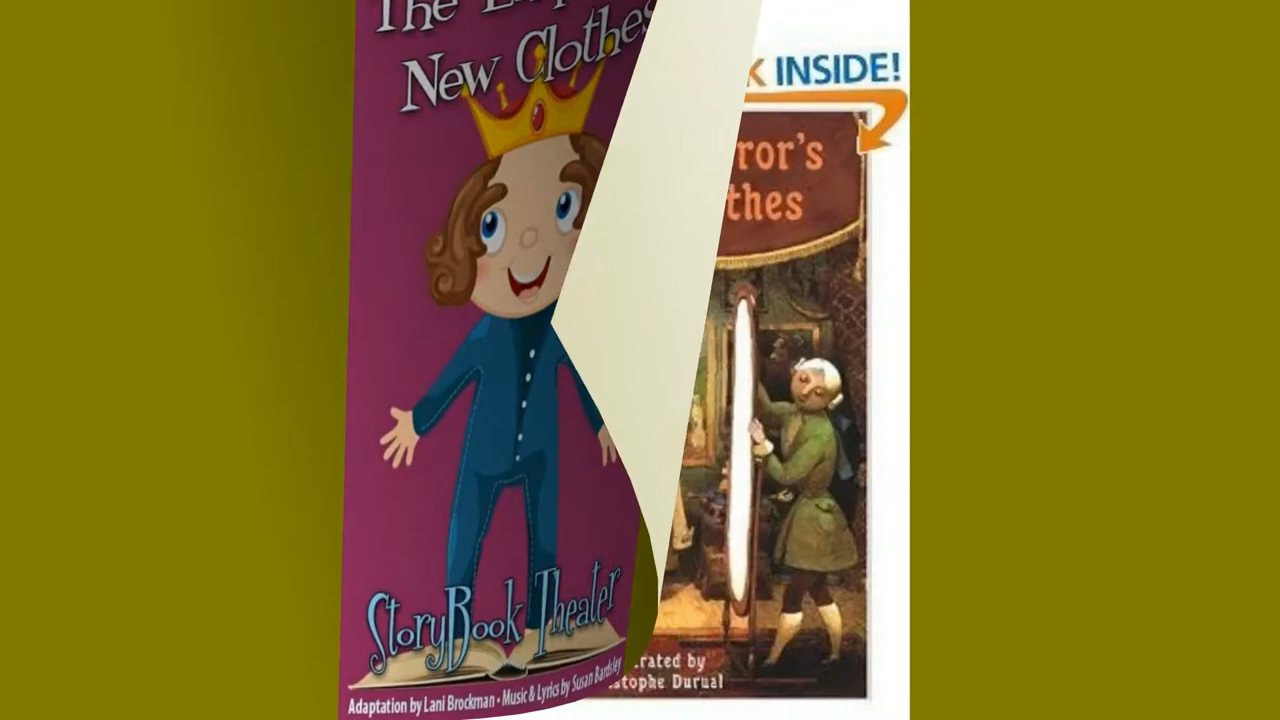 The
New Clothes
StoryBook Theater
Adaptation by Lani Brockman • Music & Lyrics by Susan Bardsley
K INSIDE!
ror's
thes
rated by
stophe Durual